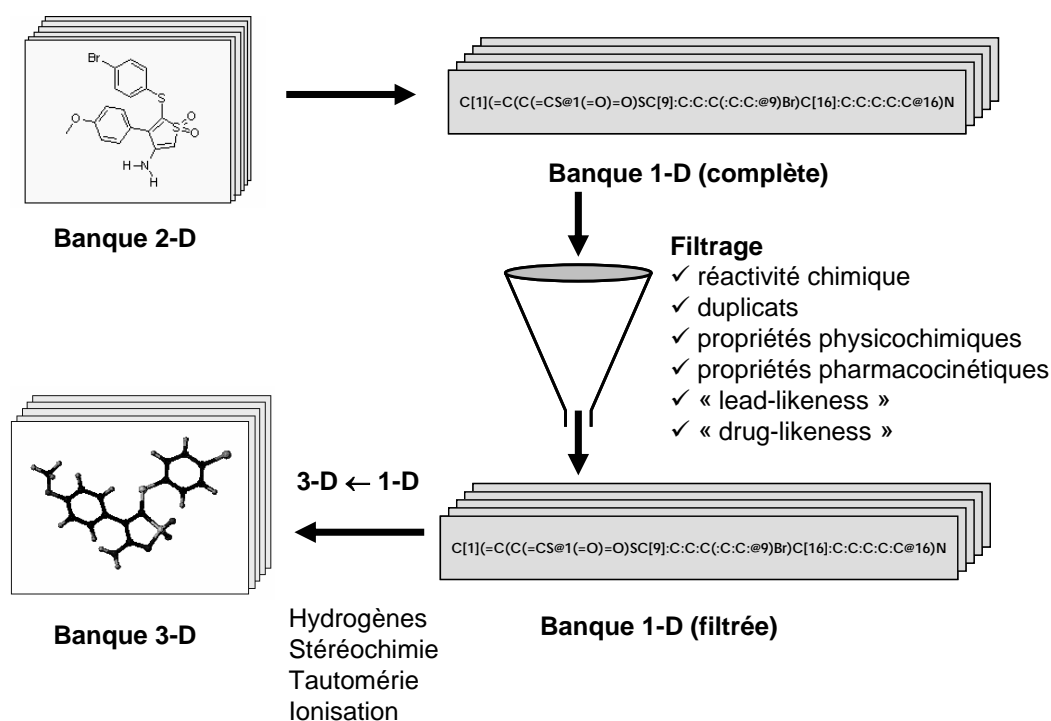 Br
S
O
S
O
O
H
N
H
Banque 2-D
C[1](=C(C(=CS@1(=O)=O)SC[9]:C:C:C(:C:C:@9)Br)C[16]:C:C:C:C:C@16)N
Banque 1-D (complète)
Filtrage
✓ réactivité chimique
✓ duplicats
✓ propriétés physicochimiques
✓ propriétés pharmacocinétiques
✓ « lead-likeness »
✓ « drug-likeness »
3-D ← 1-D
C[1](=C(C(=CS@1(=O)=O)SC[9]:C:C:C(:C:C:@9)Br)C[16]:C:C:C:C:C@16)N
Banque 1-D (filtrée)
Banque 3-D
Hydrogènes
Stéréochimie
Tautomérie
Ionisation